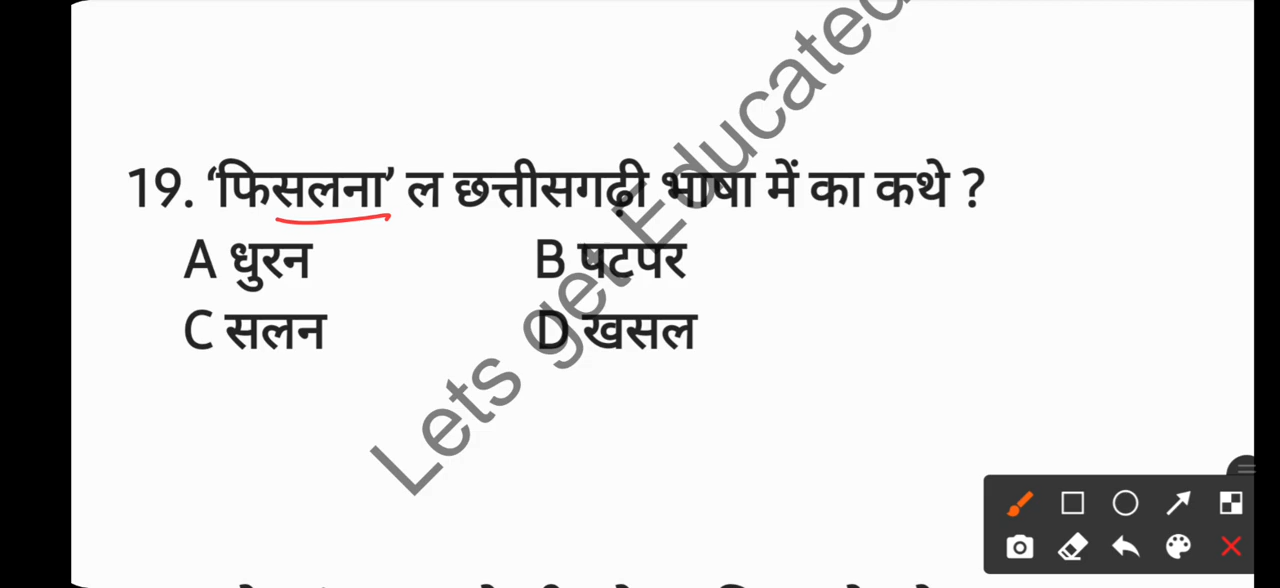 19. ‘फिसलना’ ल छत्तीसगढ़ी भाषा में का कथे ?
A धुरन B पटपर
C सलन D खसल
Lets get Educated